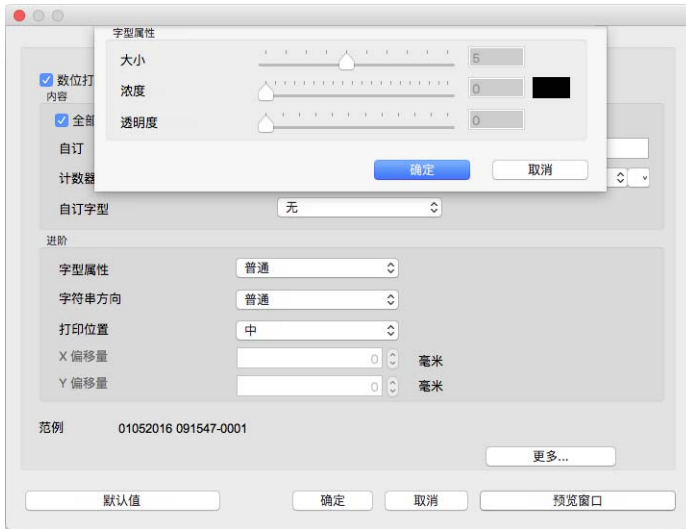 字型属性
大小 5
浓度 0
透明度 0
确定 取消
数位打
内容
全部
自订
计数器
自订字型 无
进阶
字型属性 普通
字符串方向 普通
打印位置 中
X 偏移量 0 毫米
Y 偏移量 0 毫米
范例 01052016 091547-0001
更多...
默认值 确定 取消 预览窗口